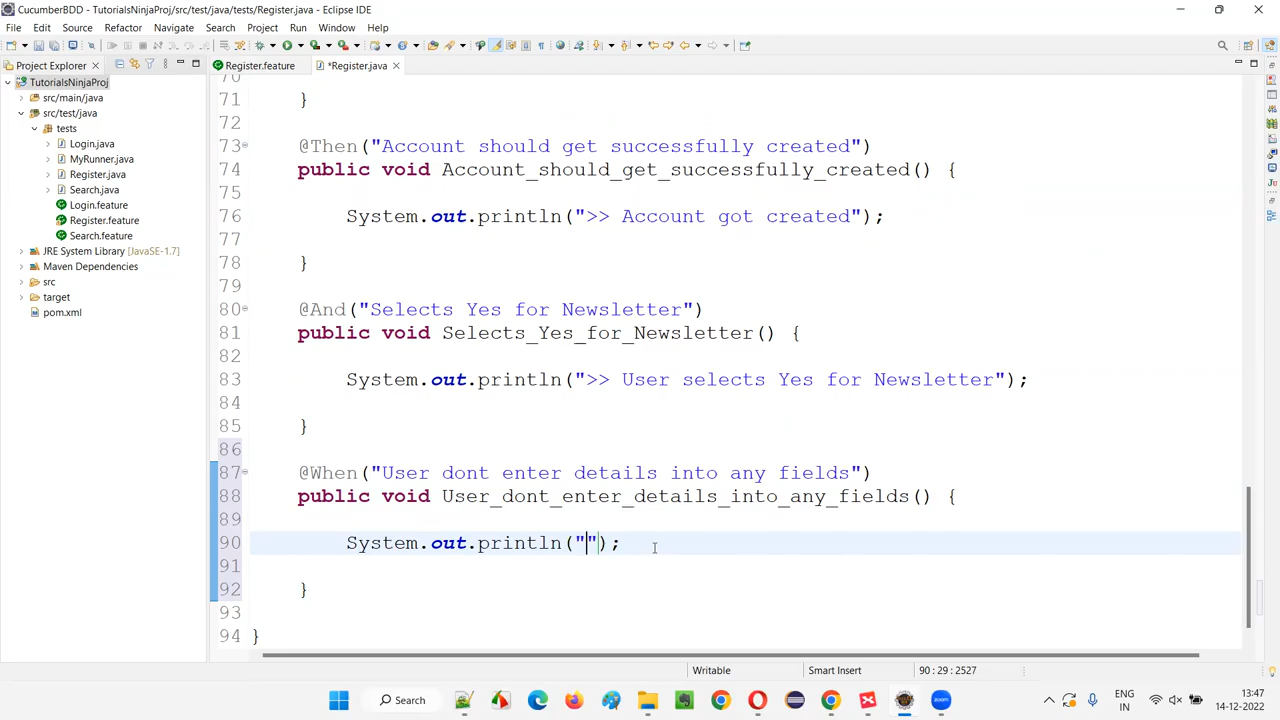 CucumberBDD - TutorialsNinjaProj/src/test/java/tests/Register.java - Eclipse IDE
File Edit Source Refactor Navigate Search Project Run Window Help
Project Explorer
Register.feature
*Register.java
TutorialsNinjaProj
src/main/java
src/test/java
tests
Login.java
MyRunner.java
Register.java
Search.java
Login.feature
Register.feature
Search.feature
JRE System Library [JavaSE-1.7]
Maven Dependencies
src
target
pom.xml
70
71 }
72
73 @Then("Account should get successfully created")
74 public void Account_should_get_successfully_created() {
75
76 System.out.println(">> Account got created");
77
78 }
79
80 @And("Selects Yes for Newsletter")
81 public void Selects_Yes_for_Newsletter() {
82
83 System.out.println(">> User selects Yes for Newsletter");
84
85 }
86
87 @When("User dont enter details into any fields")
88 public void User_dont_enter_details_into_any_fields() {
89
90 System.out.println("");
91
92 }
93
94 }
Writable Smart Insert 90 : 29 : 2527
Search
zoom
ENG
IN
13:47
14-12-2022